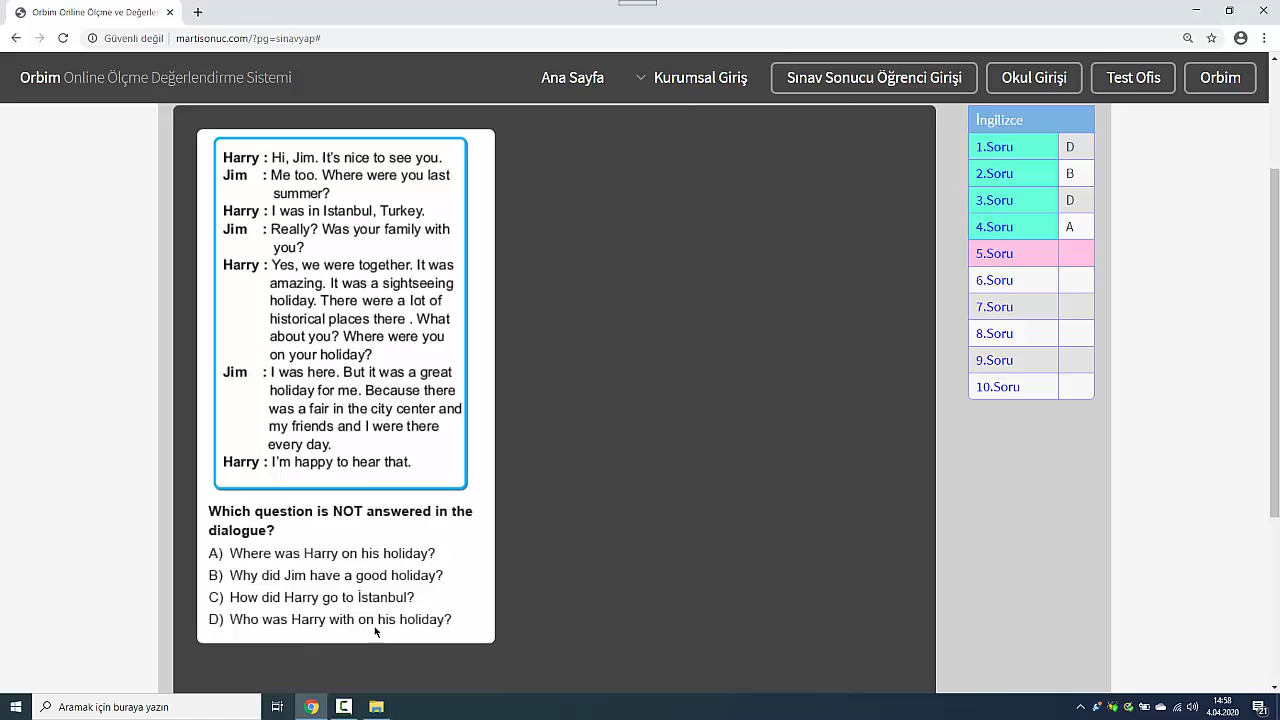 Orbim Online Ölçme ve Değerler
Güvenli değil | martisonuc.com/?pg=sinavyap#
Orbim Online Ölçme Değerlendirme Sistemi
Ana Sayfa
Kurumsal Giriş
Sınav Sonucu Öğrenci Girişi
Okul Girişi
Test Ofis
Orbim
Harry : Hi, Jim. It's nice to see you.
Jim : Me too. Where were you last
summer?
Harry : I was in Istanbul, Turkey.
Jim : Really? Was your family with
you?
Harry : Yes, we were together. It was
amazing. It was a sightseeing
holiday. There were a lot of
historical places there . What
about you? Where were you
on your holiday?
Jim : I was here. But it was a great
holiday for me. Because there
was a fair in the city center and
my friends and I were there
every day.
Harry : I'm happy to hear that.
Which question is NOT answered in the
dialogue?
A) Where was Harry on his holiday?
B) Why did Jim have a good holiday?
C) How did Harry go to İstanbul?
D) Who was Harry with on his holiday?
İngilizce
1.Soru D
2.Soru B
3.Soru D
4.Soru A
5.Soru
6.Soru
7.Soru
8.Soru
9.Soru
10.Soru
Aramak için buraya yazın
14:58
4.04.2020